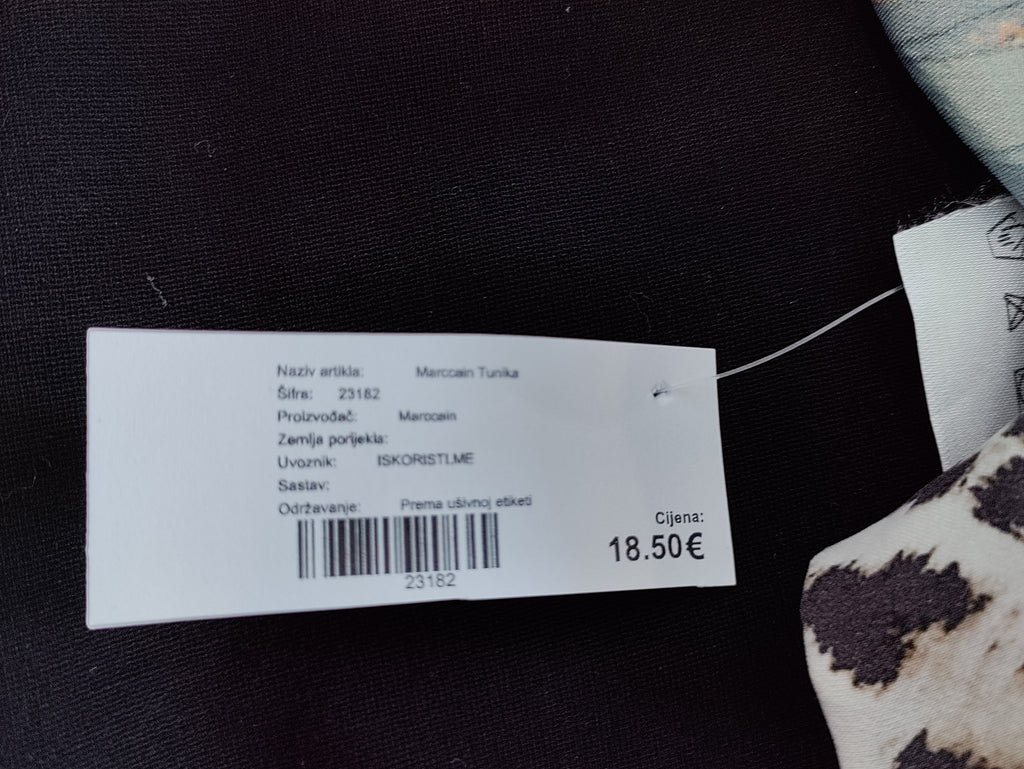 Naziv artikla: Marccain Tunika
Šifra: 23182
Proizvođač: Marccain
Zemlja porijekla:
Uvoznik: ISKORISTI.ME
Sastav:
Održavanje: Prema ušivnoj etiketi
23182
Cijena:
18.50€